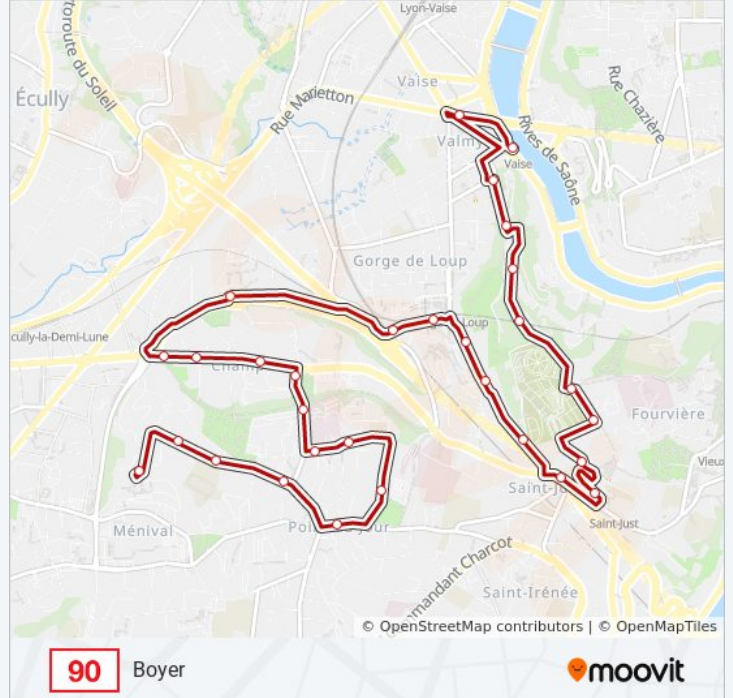 Lyon-Vaise
Autoroute du Soleil
Vaise
Écully
Rue Marietton
Rue Chazière
Valmy
Vaise
Rives de Saône
Gorge de Loup
Loup
cully-la-Demi-Lune
Champ
Fourvière
Vieux
Saint-Ju
Saint-Just
Ménival
Point du Jour
Commandant Charcot
Saint-Irénée
© OpenStreetMap contributors | © OpenMapTiles
90 Boyer
moovit